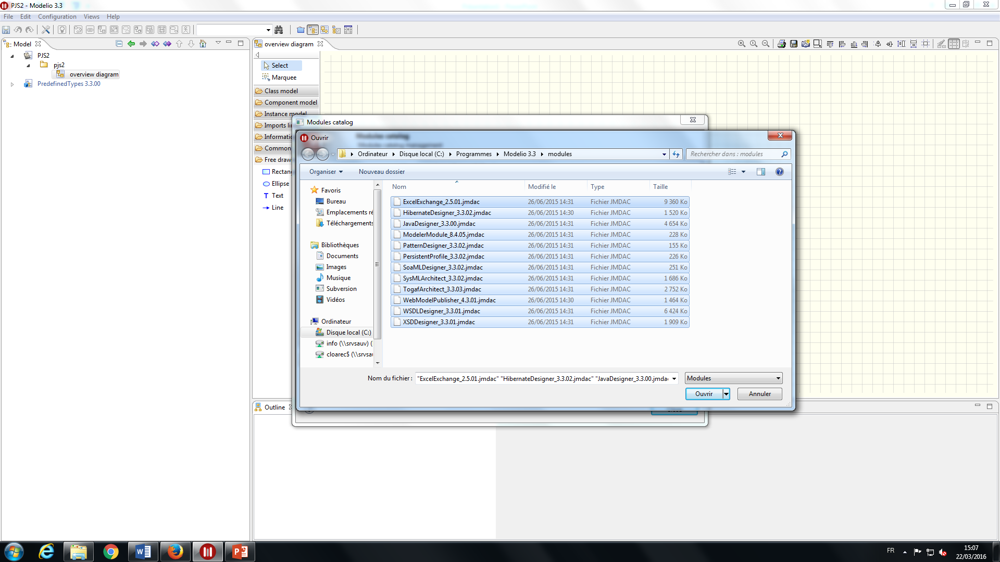 PJS2 - Modelio 3.3
File Edit Configuration Views Help
Model
PJS2
pjs2
overview diagram
PredefinedTypes 3.3.00
overview diagram
Select
Marquee
Class model
Component model
Instance model
Imports li
Informatio
Common
Free draw
Rectan
Ellipse
Text
Line
Outline
Modules catalog
Modules catalog
Modules catalog management
Ouvrir
Ordinateur Disque local (C:) Programmes Modelio 3.3 modules
Rechercher dans : modules
Organiser Nouveau dossier
Favoris
Bureau
Emplacements ré
Téléchargements
Bibliothèques
Documents
Images
Musique
Subversion
Vidéos
Ordinateur
Disque local (C:)
info (\\srvsauv) (
cloarec$ (\\srvsau
Nom Modifié le Type Taille
ExcelExchange_2.5.01.jmdac 26/06/2015 14:31 Fichier JMDAC 9 360 Ko
HibernateDesigner_3.3.02.jmdac 26/06/2015 14:30 Fichier JMDAC 1 520 Ko
JavaDesigner_3.3.00.jmdac 26/06/2015 14:31 Fichier JMDAC 4 654 Ko
ModelerModule_8.4.05.jmdac 26/06/2015 14:31 Fichier JMDAC 228 Ko
PatternDesigner_3.3.02.jmdac 26/06/2015 14:31 Fichier JMDAC 155 Ko
PersistentProfile_3.3.02.jmdac 26/06/2015 14:31 Fichier JMDAC 226 Ko
SoaMLDesigner_3.3.02.jmdac 26/06/2015 14:31 Fichier JMDAC 251 Ko
SysMLArchitect_3.3.02.jmdac 26/06/2015 14:31 Fichier JMDAC 1 686 Ko
TogafArchitect_3.3.03.jmdac 26/06/2015 14:31 Fichier JMDAC 2 752 Ko
WebModelPublisher_4.3.01.jmdac 26/06/2015 14:30 Fichier JMDAC 1 464 Ko
WSDLDesigner_3.3.01.jmdac 26/06/2015 14:31 Fichier JMDAC 6 424 Ko
XSDDesigner_3.3.01.jmdac 26/06/2015 14:31 Fichier JMDAC 1 909 Ko
Nom du fichier : "ExcelExchange_2.5.01.jmdac" "HibernateDesigner_3.3.02.jmdac" "JavaDesigner_3.3.00.jmdac
Modules
Ouvrir Annuler
FR
15:07
22/03/2016